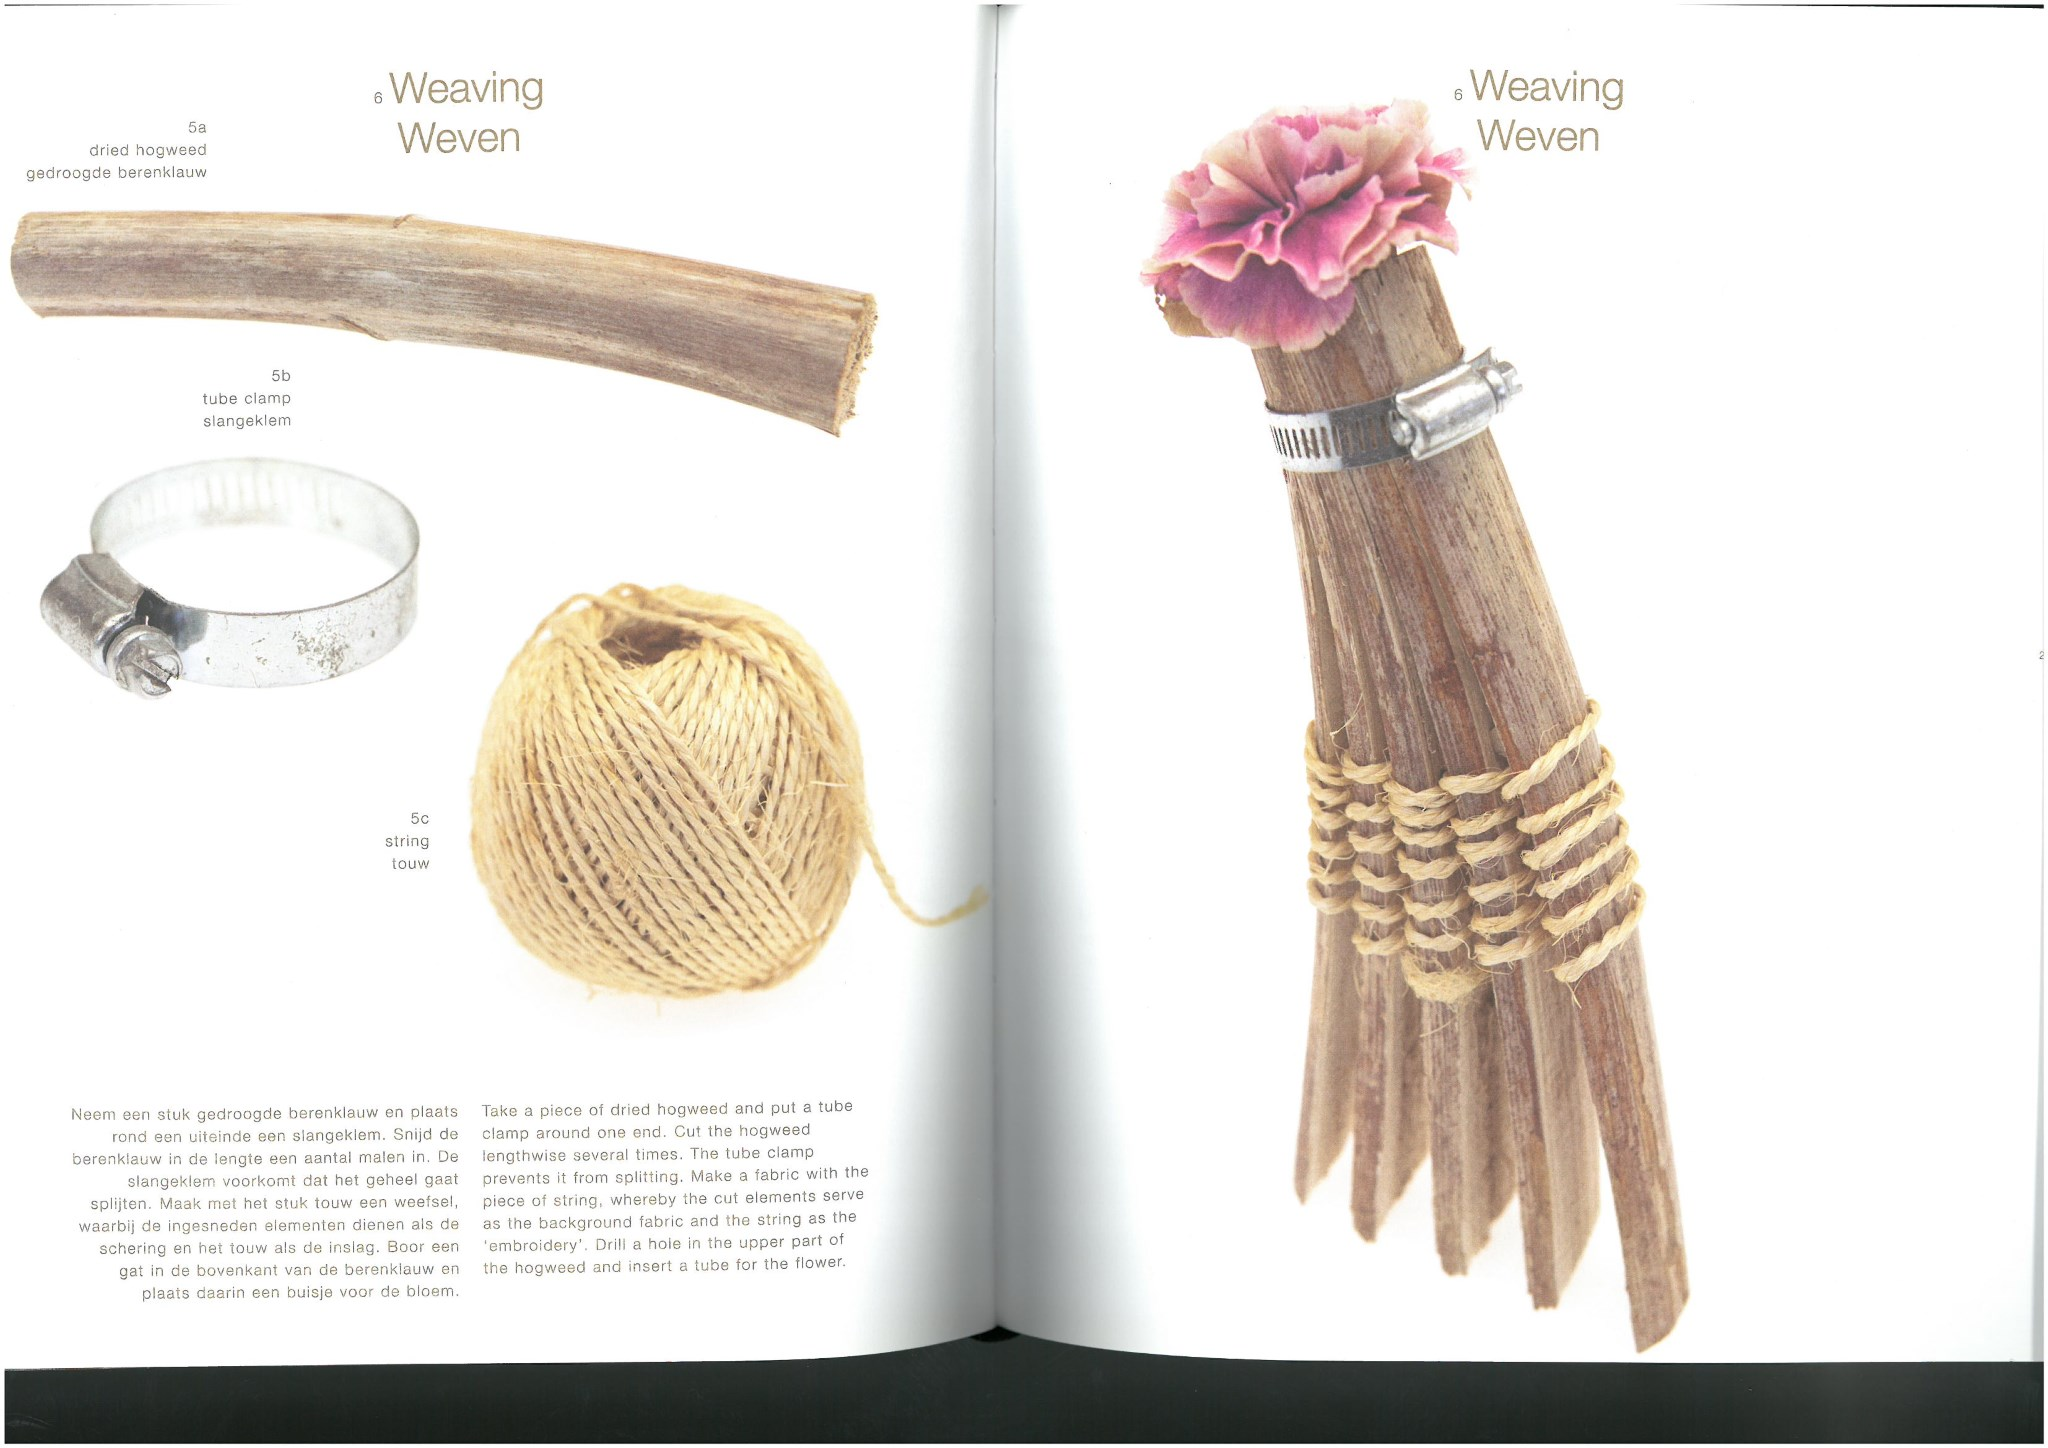 6 Weaving
Weven
5a
dried hogweed
gedroogde berenklauw
5b
tube clamp
slangeklem
5c
string
touw
Neem een stuk gedroogde berenklauw en plaats
rond een uiteinde een slangeklem. Snijd de
berenklauw in de lengte een aantal malen in. De
slangeklem voorkomt dat het geheel gaat
splijten. Maak met het stuk touw een weefsel,
waarbij de ingesneden elementen dienen als de
schering en het touw als de inslag. Boor een
gat in de bovenkant van de berenklauw en
plaats daarin een buisje voor de bloem.
Take a piece of dried hogweed and put a tube
clamp around one end. Cut the hogweed
lengthwise several times. The tube clamp
prevents it from splitting. Make a fabric with the
piece of string, whereby the cut elements serve
as the background fabric and the string as the
'embroidery'. Drill a hole in the upper part of
the hogweed and insert a tube for the flower.
6 Weaving
Weven